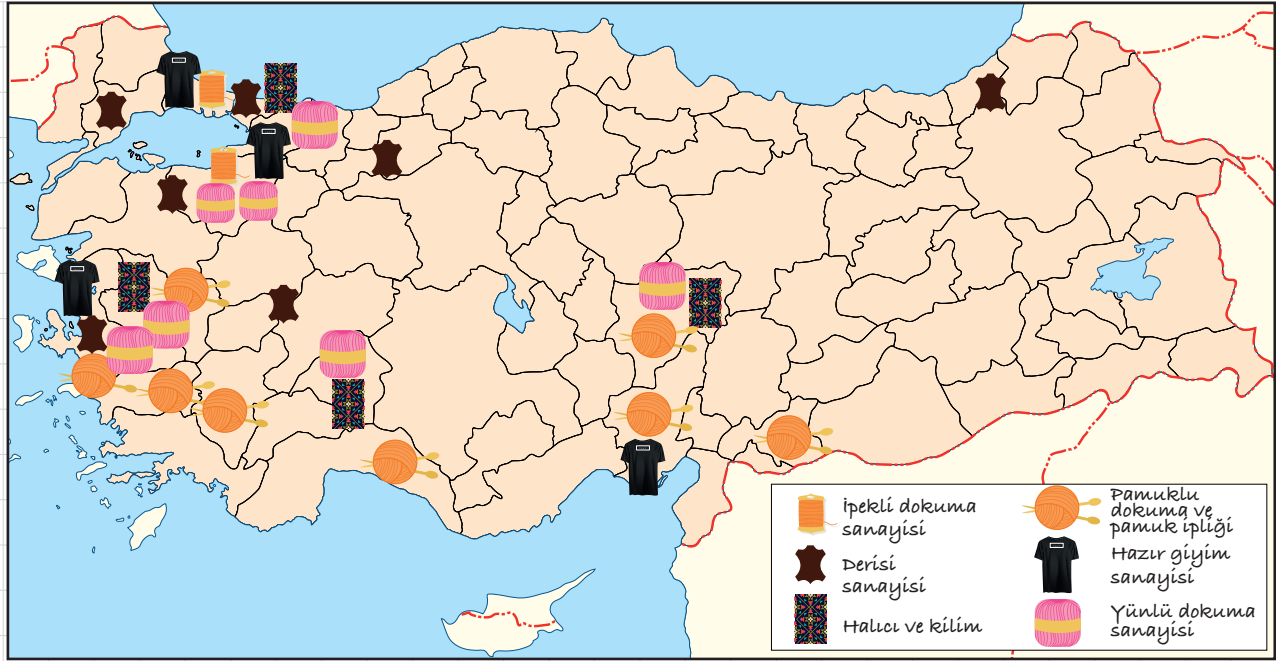 İpekli dokuma
sanayisi
Derisi
sanayisi
Halıcı ve kilim
Pamuklu
dokuma ve
pamuk ipliği
Hazır giyim
sanayisi
Yünlü dokuma
sanayisi